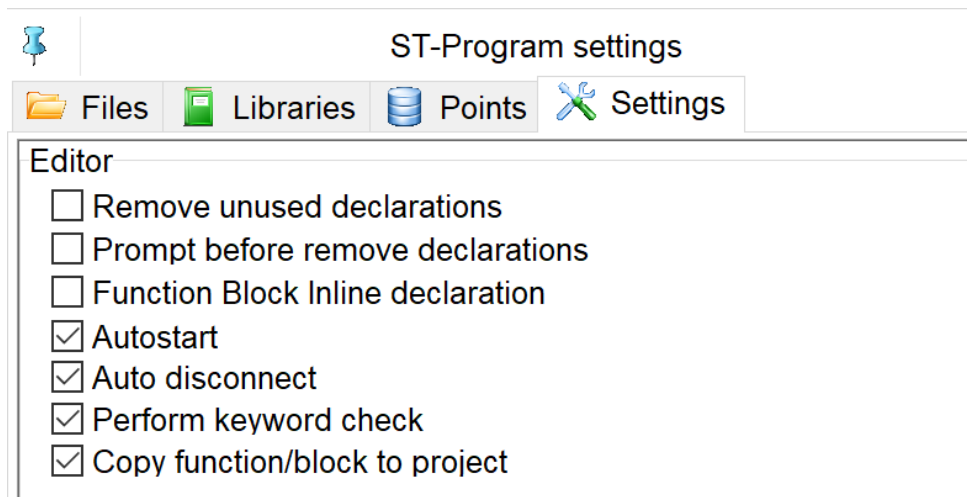 ST-Program settings
Files Libraries Points Settings
Editor
Remove unused declarations
Prompt before remove declarations
Function Block Inline declaration
Autostart
Auto disconnect
Perform keyword check
Copy function/block to project